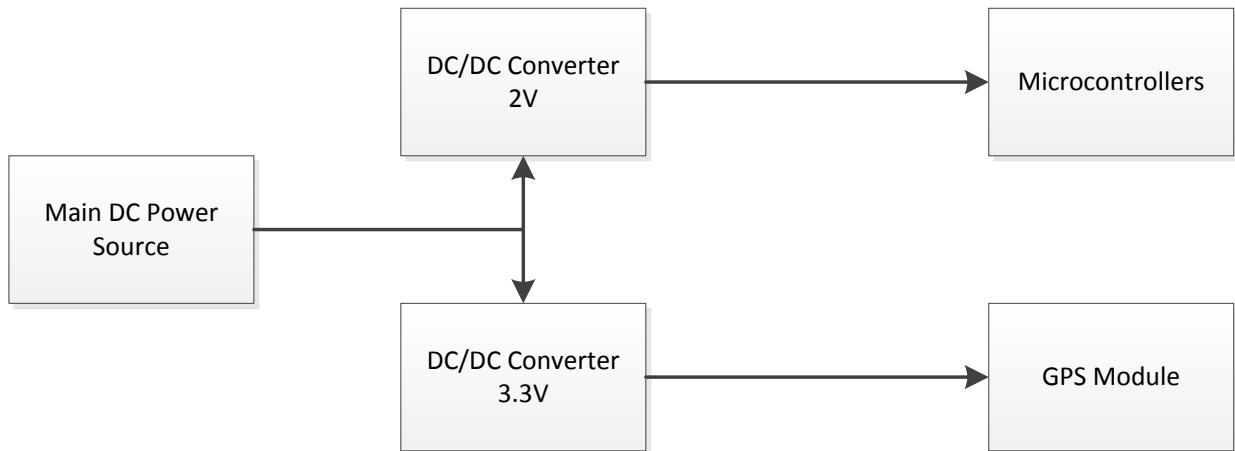 DC/DC Converter
2V
Microcontrollers
Main DC Power
Source
DC/DC Converter
3.3V
GPS Module